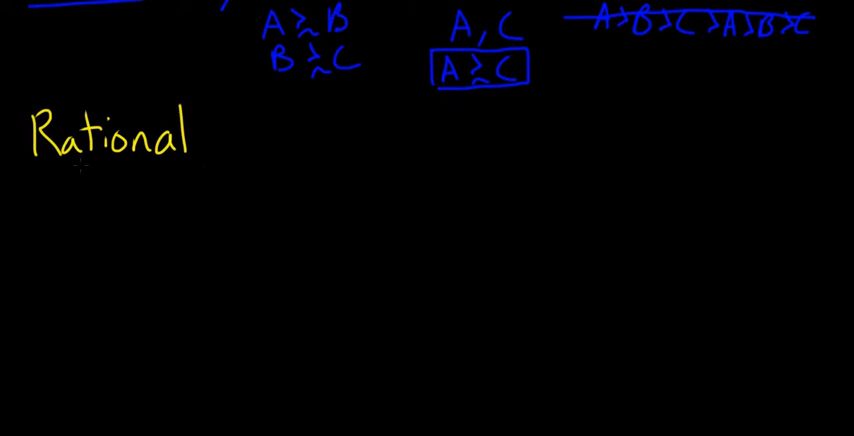 A ≿ B A, C A > B > C > A > B > C
B ≿ C A ≿ C
Rational